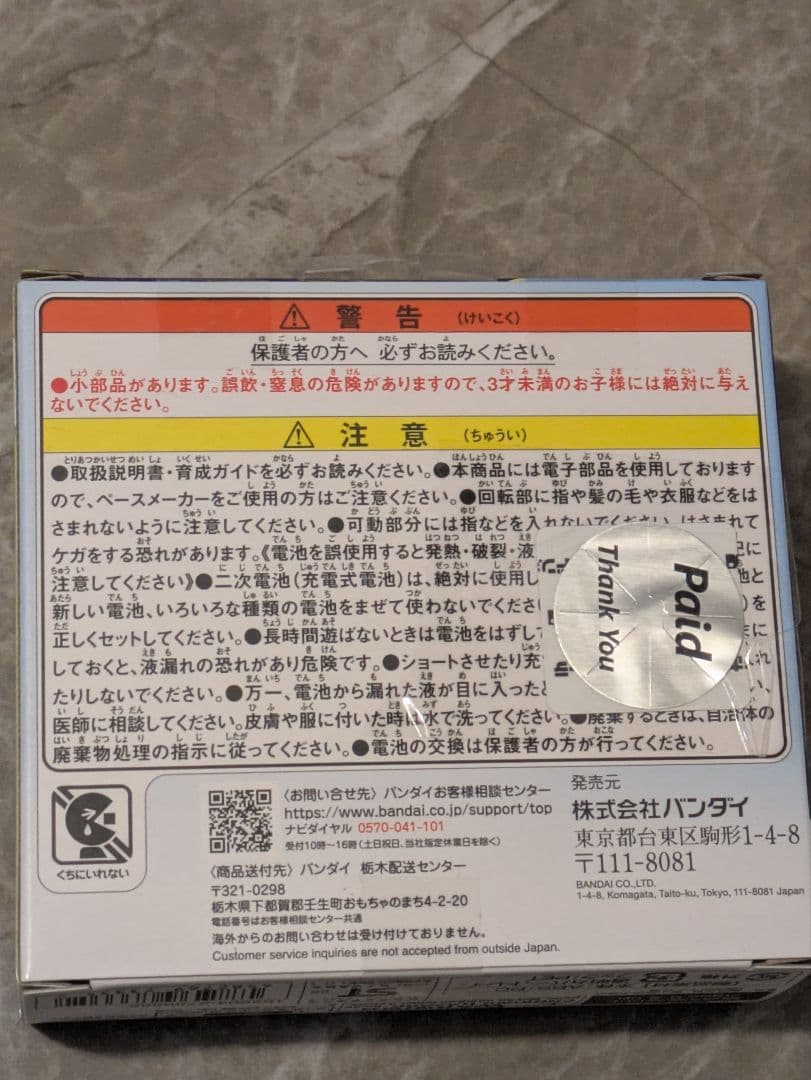 警告 (けいこく)
保護者の方へ 必ずお読みください。
●小部品があります。誤飲・窒息の危険がありますので、3才未満のお子様には絶対に与え
ないでください。
注意 (ちゅうい)
●取扱説明書・育成ガイドを必ずお読みください。●本商品には電子部品を使用しております
ので、ペースメーカーをご使用の方はご注意ください。●回転部に指や髪の毛や衣服などをは
さまれないように注意してください。●可動部分には指などを入れないでください。はさまれて
ケガをする恐れがあります。《電池を誤使用すると発熱・破裂・液
に
注意してください》●二次電池(充電式電池)は、絶対に使用し
と
新しい電池、いろいろな種類の電池をまぜて使わないでくださ
を
正しくセットしてください。●長時間遊ばないときは電池をはずして
に
しておくと、液漏れの恐れがあり危険です。●ショートさせたり充
れ
たりしないでください。●万一、電池から漏れた液が目に入ったと
い、
医師に相談してください。皮膚や服に付いた時は水で洗ってください。●廃棄するときは、自治体の
廃棄物処理の指示に従ってください。●電池の交換は保護者の方が行ってください。
Paid
Thank You
くちにいれない
〈お問い合せ先〉バンダイお客様相談センター
https://www.bandai.co.jp/support/top
ナビダイヤル 0570-041-101
受付10時〜16時(土日祝日、当社指定休業日を除く)
〈商品送付先〉バンダイ 栃木配送センター
〒321-0298
栃木県下都賀郡壬生町おもちゃのまち4-2-20
電話番号はお客様相談センター共通
海外からのお問い合わせは受け付けておりません。
Customer service inquiries are not accepted from outside Japan.
発売元
株式会社バンダイ
東京都台東区駒形1-4-8
〒111-8081
BANDAI CO.,LTD.
1-4-8, Komagata, Taito-ku, Tokyo, 111-8081 Japan